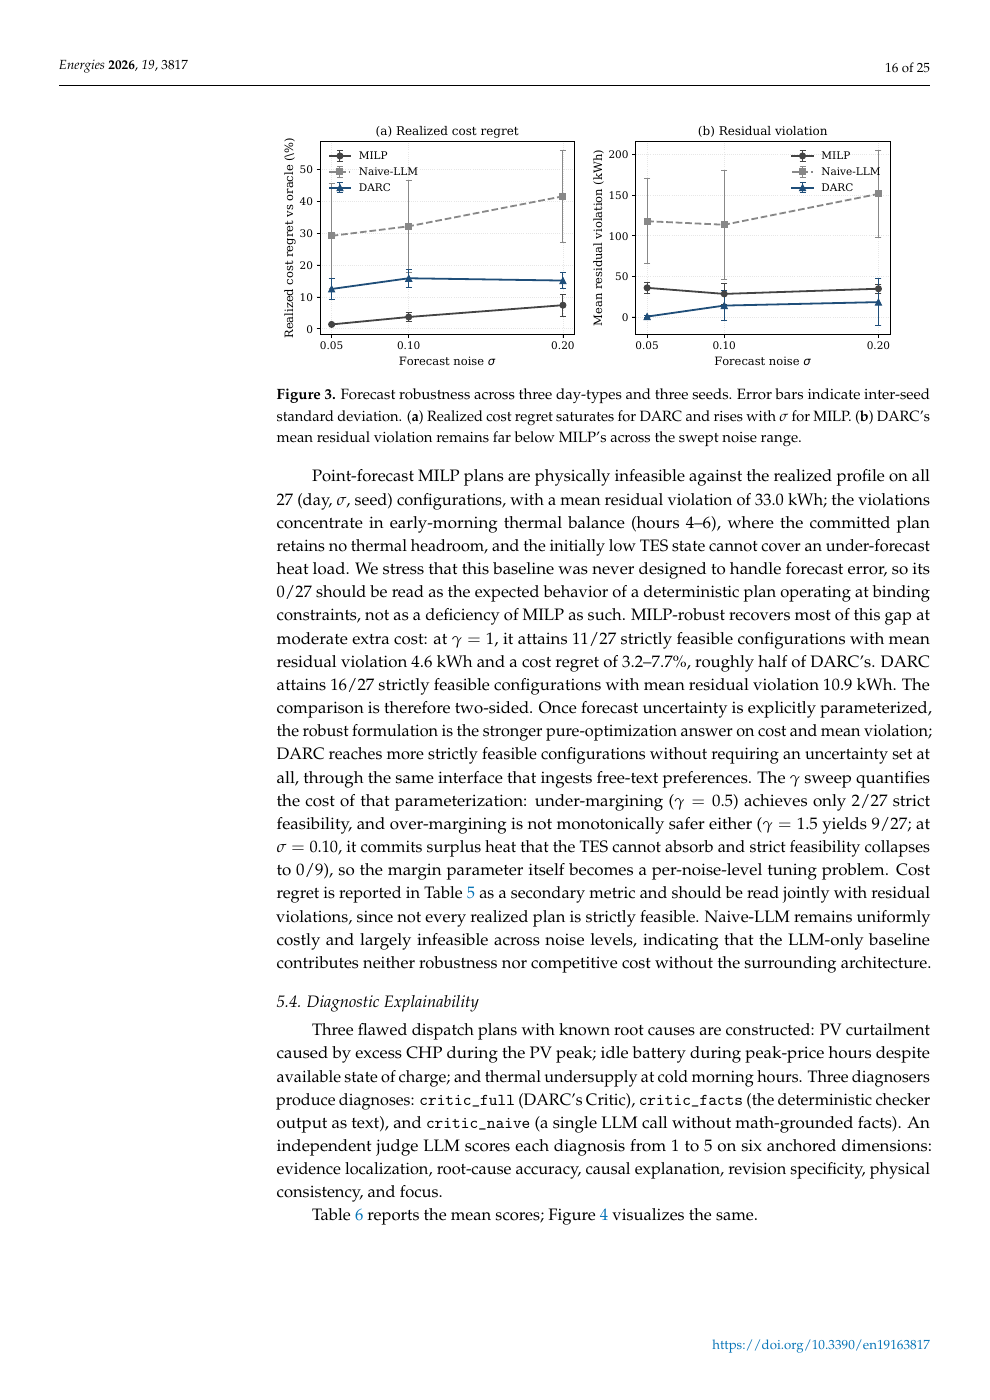 Energies 2026, 19, 3817
16 of 25
(a) Realized cost regret
Realized cost regret vs oracle (\%)
50
40
30
20
10
0
MILP
Naive-LLM
DARC
0.05
0.10
0.20
Forecast noise σ
(b) Residual violation
Mean residual violation (kWh)
200
150
100
50
0
MILP
Naive-LLM
DARC
0.05
0.10
0.20
Forecast noise σ
Figure 3. Forecast robustness across three day-types and three seeds. Error bars indicate inter-seed
standard deviation. (a) Realized cost regret saturates for DARC and rises with σ for MILP. (b) DARC's
mean residual violation remains far below MILP's across the swept noise range.
Point-forecast MILP plans are physically infeasible against the realized profile on all
27 (day, σ, seed) configurations, with a mean residual violation of 33.0 kWh; the violations
concentrate in early-morning thermal balance (hours 4–6), where the committed plan
retains no thermal headroom, and the initially low TES state cannot cover an under-forecast
heat load. We stress that this baseline was never designed to handle forecast error, so its
0/27 should be read as the expected behavior of a deterministic plan operating at binding
constraints, not as a deficiency of MILP as such. MILP-robust recovers most of this gap at
moderate extra cost: at γ = 1, it attains 11/27 strictly feasible configurations with mean
residual violation 4.6 kWh and a cost regret of 3.2–7.7%, roughly half of DARC's. DARC
attains 16/27 strictly feasible configurations with mean residual violation 10.9 kWh. The
comparison is therefore two-sided. Once forecast uncertainty is explicitly parameterized,
the robust formulation is the stronger pure-optimization answer on cost and mean violation;
DARC reaches more strictly feasible configurations without requiring an uncertainty set at
all, through the same interface that ingests free-text preferences. The γ sweep quantifies
the cost of that parameterization: under-margining (γ = 0.5) achieves only 2/27 strict
feasibility, and over-margining is not monotonically safer either (γ = 1.5 yields 9/27; at
σ = 0.10, it commits surplus heat that the TES cannot absorb and strict feasibility collapses
to 0/9), so the margin parameter itself becomes a per-noise-level tuning problem. Cost
regret is reported in Table 5 as a secondary metric and should be read jointly with residual
violations, since not every realized plan is strictly feasible. Naive-LLM remains uniformly
costly and largely infeasible across noise levels, indicating that the LLM-only baseline
contributes neither robustness nor competitive cost without the surrounding architecture.
5.4. Diagnostic Explainability
Three flawed dispatch plans with known root causes are constructed: PV curtailment
caused by excess CHP during the PV peak; idle battery during peak-price hours despite
available state of charge; and thermal undersupply at cold morning hours. Three diagnosers
produce diagnoses: critic_full (DARC's Critic), critic_facts (the deterministic checker
output as text), and critic_naive (a single LLM call without math-grounded facts). An
independent judge LLM scores each diagnosis from 1 to 5 on six anchored dimensions:
evidence localization, root-cause accuracy, causal explanation, revision specificity, physical
consistency, and focus.
Table 6 reports the mean scores; Figure 4 visualizes the same.
https://doi.org/10.3390/en19163817